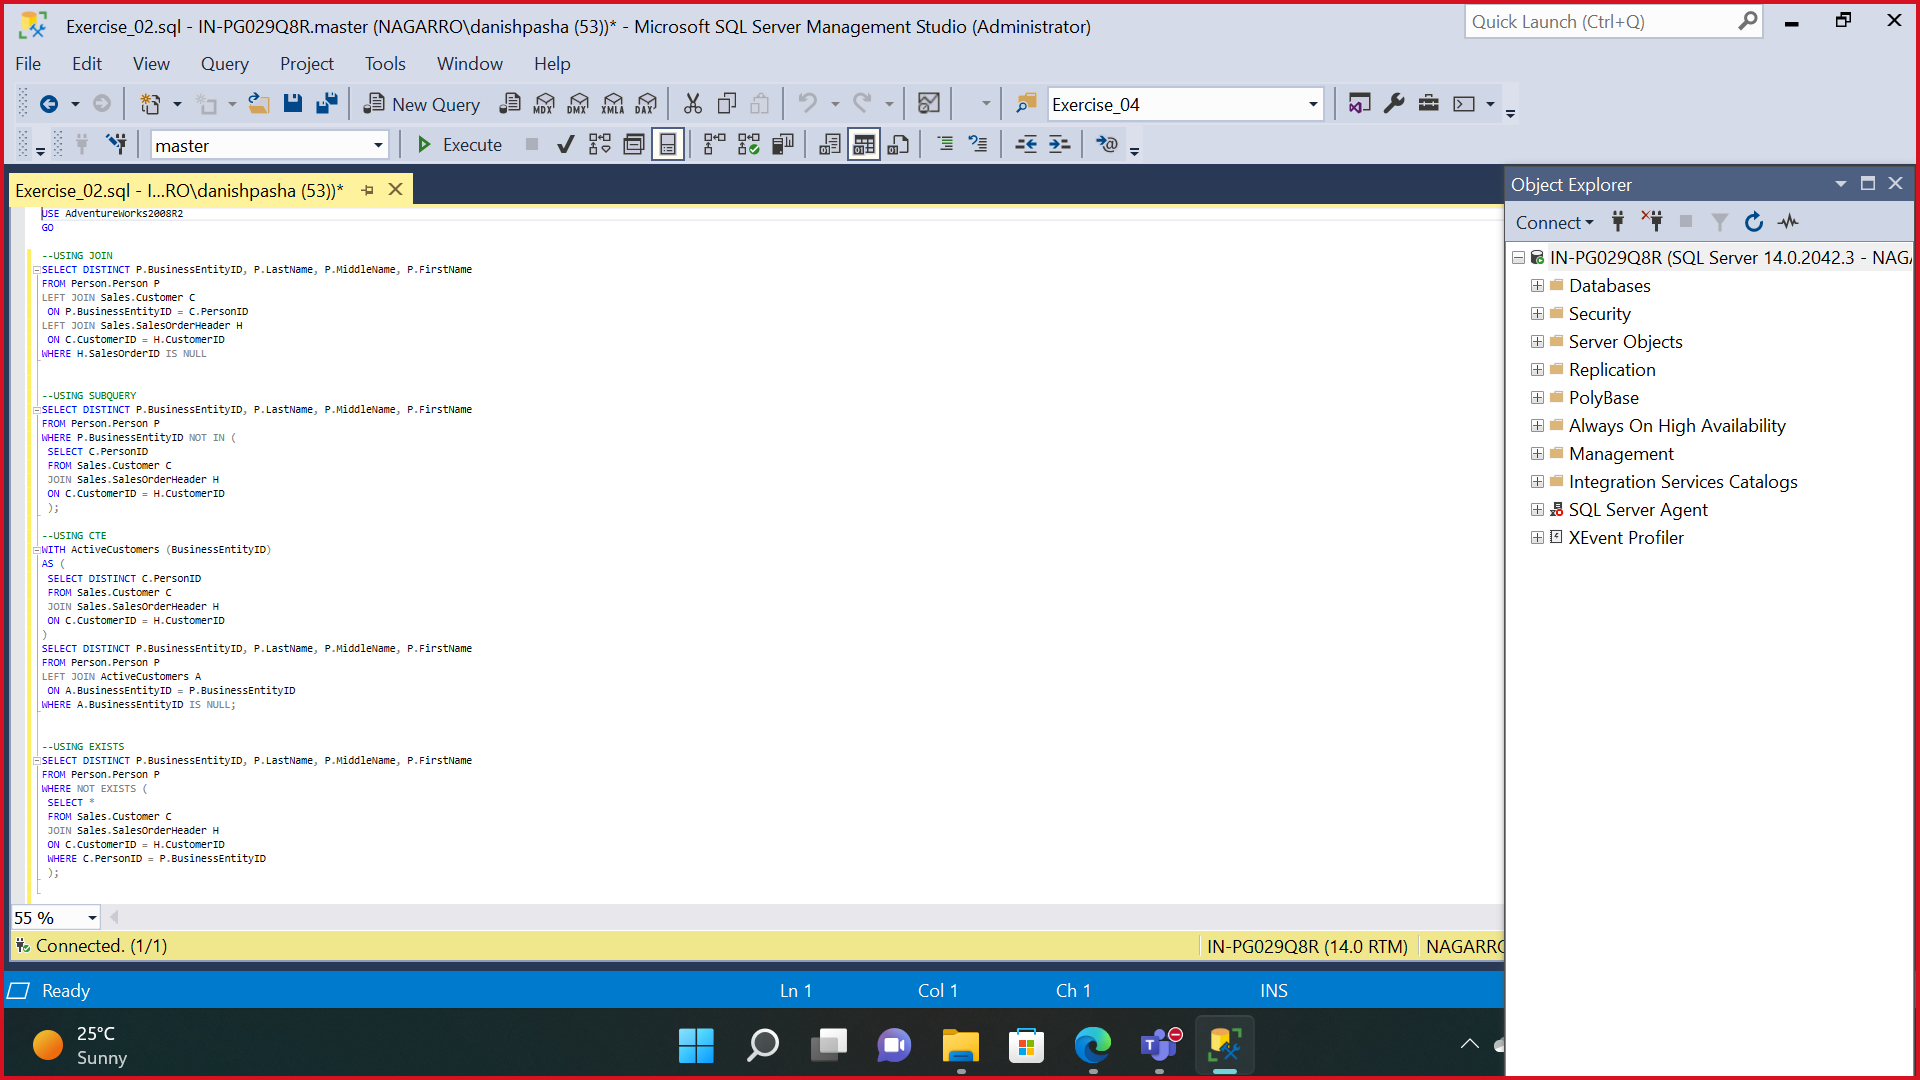 Exercise_02.sql - IN-PG029Q8R.master (NAGARRO\danishpasha (53))* - Microsoft SQL Server Management Studio (Administrator)
Quick Launch (Ctrl+Q)
File Edit View Query Project Tools Window Help
New Query MDX DMX XMLA DAX Exercise_04
master Execute
Exercise_02.sql - I...RO\danishpasha (53))*
USE AdventureWorks2008R2
GO
--USING JOIN
SELECT DISTINCT P.BusinessEntityID, P.LastName, P.MiddleName, P.FirstName
FROM Person.Person P
LEFT JOIN Sales.Customer C
ON P.BusinessEntityID = C.PersonID
LEFT JOIN Sales.SalesOrderHeader H
ON C.CustomerID = H.CustomerID
WHERE H.SalesOrderID IS NULL
--USING SUBQUERY
SELECT DISTINCT P.BusinessEntityID, P.LastName, P.MiddleName, P.FirstName
FROM Person.Person P
WHERE P.BusinessEntityID NOT IN (
SELECT C.PersonID
FROM Sales.Customer C
JOIN Sales.SalesOrderHeader H
ON C.CustomerID = H.CustomerID
);
--USING CTE
WITH ActiveCustomers (BusinessEntityID)
AS (
SELECT DISTINCT C.PersonID
FROM Sales.Customer C
JOIN Sales.SalesOrderHeader H
ON C.CustomerID = H.CustomerID
)
SELECT DISTINCT P.BusinessEntityID, P.LastName, P.MiddleName, P.FirstName
FROM Person.Person P
LEFT JOIN ActiveCustomers A
ON A.BusinessEntityID = P.BusinessEntityID
WHERE A.BusinessEntityID IS NULL;
--USING EXISTS
SELECT DISTINCT P.BusinessEntityID, P.LastName, P.MiddleName, P.FirstName
FROM Person.Person P
WHERE NOT EXISTS (
SELECT *
FROM Sales.Customer C
JOIN Sales.SalesOrderHeader H
ON C.CustomerID = H.CustomerID
WHERE C.PersonID = P.BusinessEntityID
);
55 %
Connected. (1/1)
IN-PG029Q8R (14.0 RTM) NAGARRO
Ready Ln 1 Col 1 Ch 1 INS
Object Explorer
Connect
IN-PG029Q8R (SQL Server 14.0.2042.3 - NAGA
Databases
Security
Server Objects
Replication
PolyBase
Always On High Availability
Management
Integration Services Catalogs
SQL Server Agent
XEvent Profiler
25°C
Sunny